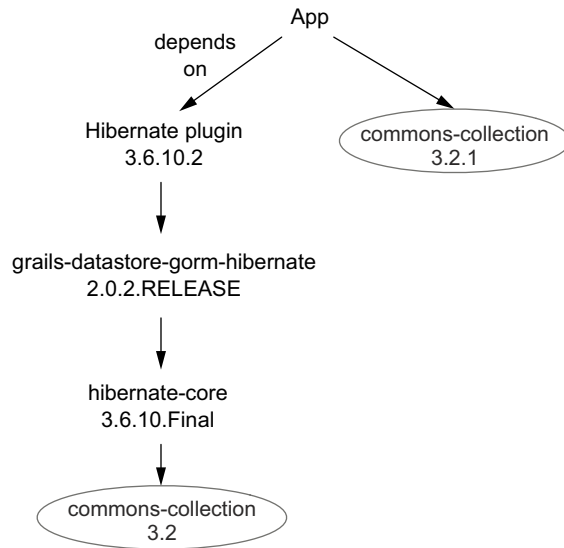 App
depends
on
Hibernate plugin
3.6.10.2
commons-collection
3.2.1
grails-datastore-gorm-hibernate
2.0.2.RELEASE
hibernate-core
3.6.10.Final
commons-collection
3.2